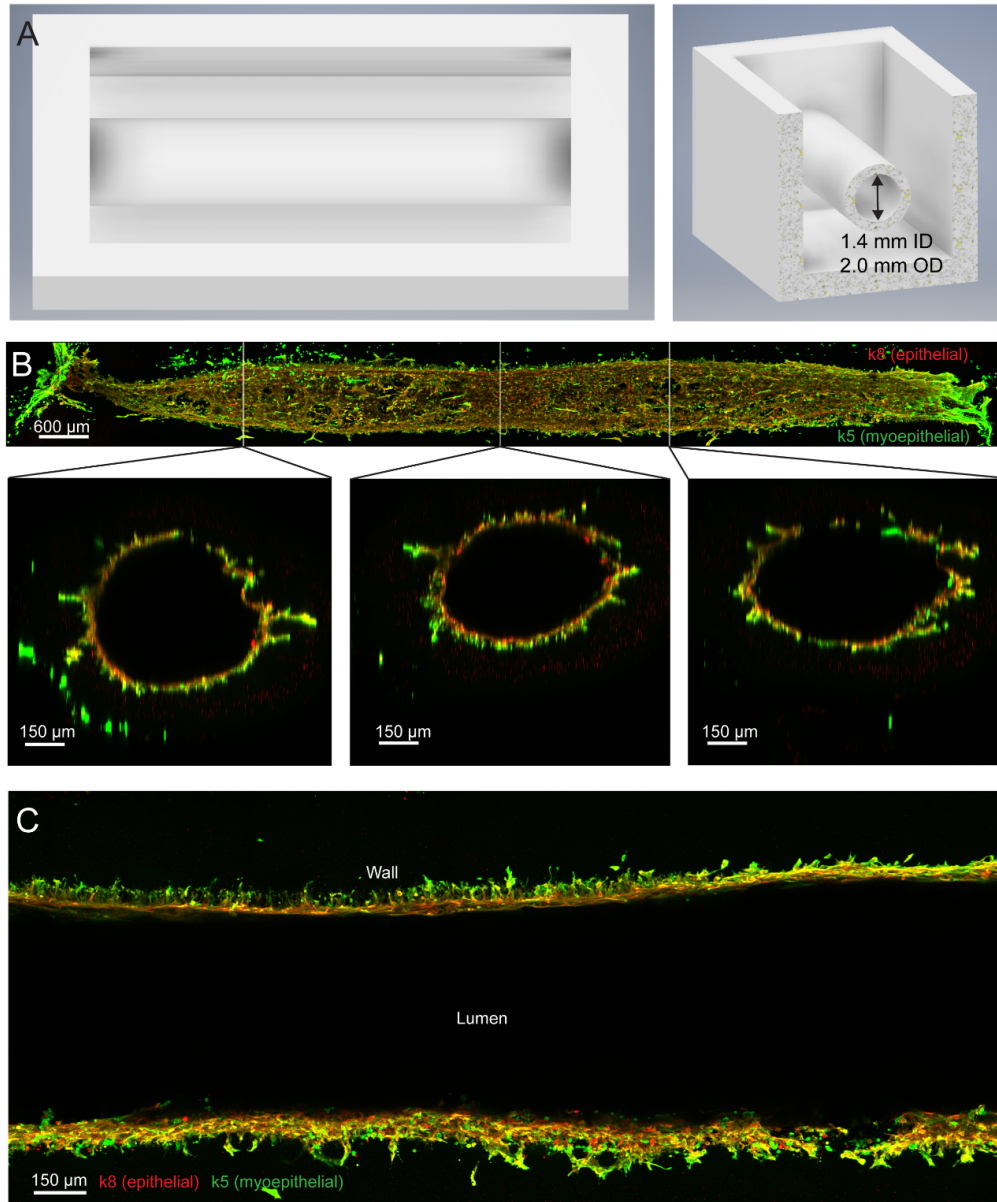 A
1.4 mm ID
2.0 mm OD
B
k8 (epithelial)
600 µm
k5 (myoepithelial)
150 µm
150 µm
150 µm
C
Wall
Lumen
150 µm
k8 (epithelial) k5 (myoepithelial)